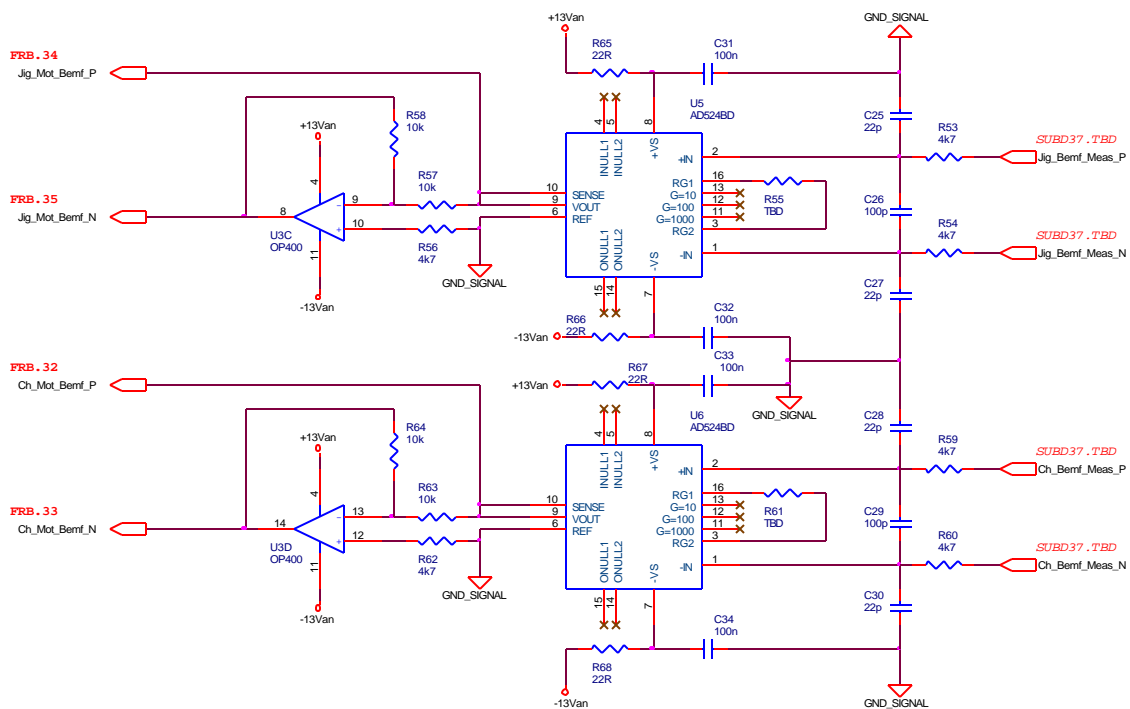 +13Van
GND_SIGNAL
R65
22R
C31
100n
FRB.34
Jig_Mot_Bemf_P
R58
10k
+13Van
4
5
8
INULL1
INULL2
+VS
U5
AD524BD
C25
22p
R53
4k7
SUBD37.TBD
Jig_Bemf_Meas_P
+IN
2
RG1
16
G=10
13
G=100
12
G=1000
11
RG2
3
-IN
1
R55
TBD
C26
100p
R54
4k7
SUBD37.TBD
Jig_Bemf_Meas_N
FRB.35
Jig_Mot_Bemf_N
8
4
9
10
11
U3C
OP400
R57
10k
R56
4k7
10
9
6
SENSE
VOUT
REF
GND_SIGNAL
-13Van
ONULL1
ONULL2
-VS
15
14
7
C27
22p
R66
22R
-13Van
C32
100n
R67
22R
+13Van
C33
100n
GND_SIGNAL
FRB.32
Ch_Mot_Bemf_P
R64
10k
+13Van
4
5
8
INULL1
INULL2
+VS
U6
AD524BD
C28
22p
R59
4k7
SUBD37.TBD
Ch_Bemf_Meas_P
+IN
2
RG1
16
G=10
13
G=100
12
G=1000
11
RG2
3
-IN
1
R61
TBD
C29
100p
R60
4k7
SUBD37.TBD
Ch_Bemf_Meas_N
FRB.33
Ch_Mot_Bemf_N
14
4
13
12
11
U3D
OP400
R63
10k
R62
4k7
10
9
6
SENSE
VOUT
REF
GND_SIGNAL
-13Van
ONULL1
ONULL2
-VS
15
14
7
C30
22p
C34
100n
R68
22R
-13Van
GND_SIGNAL